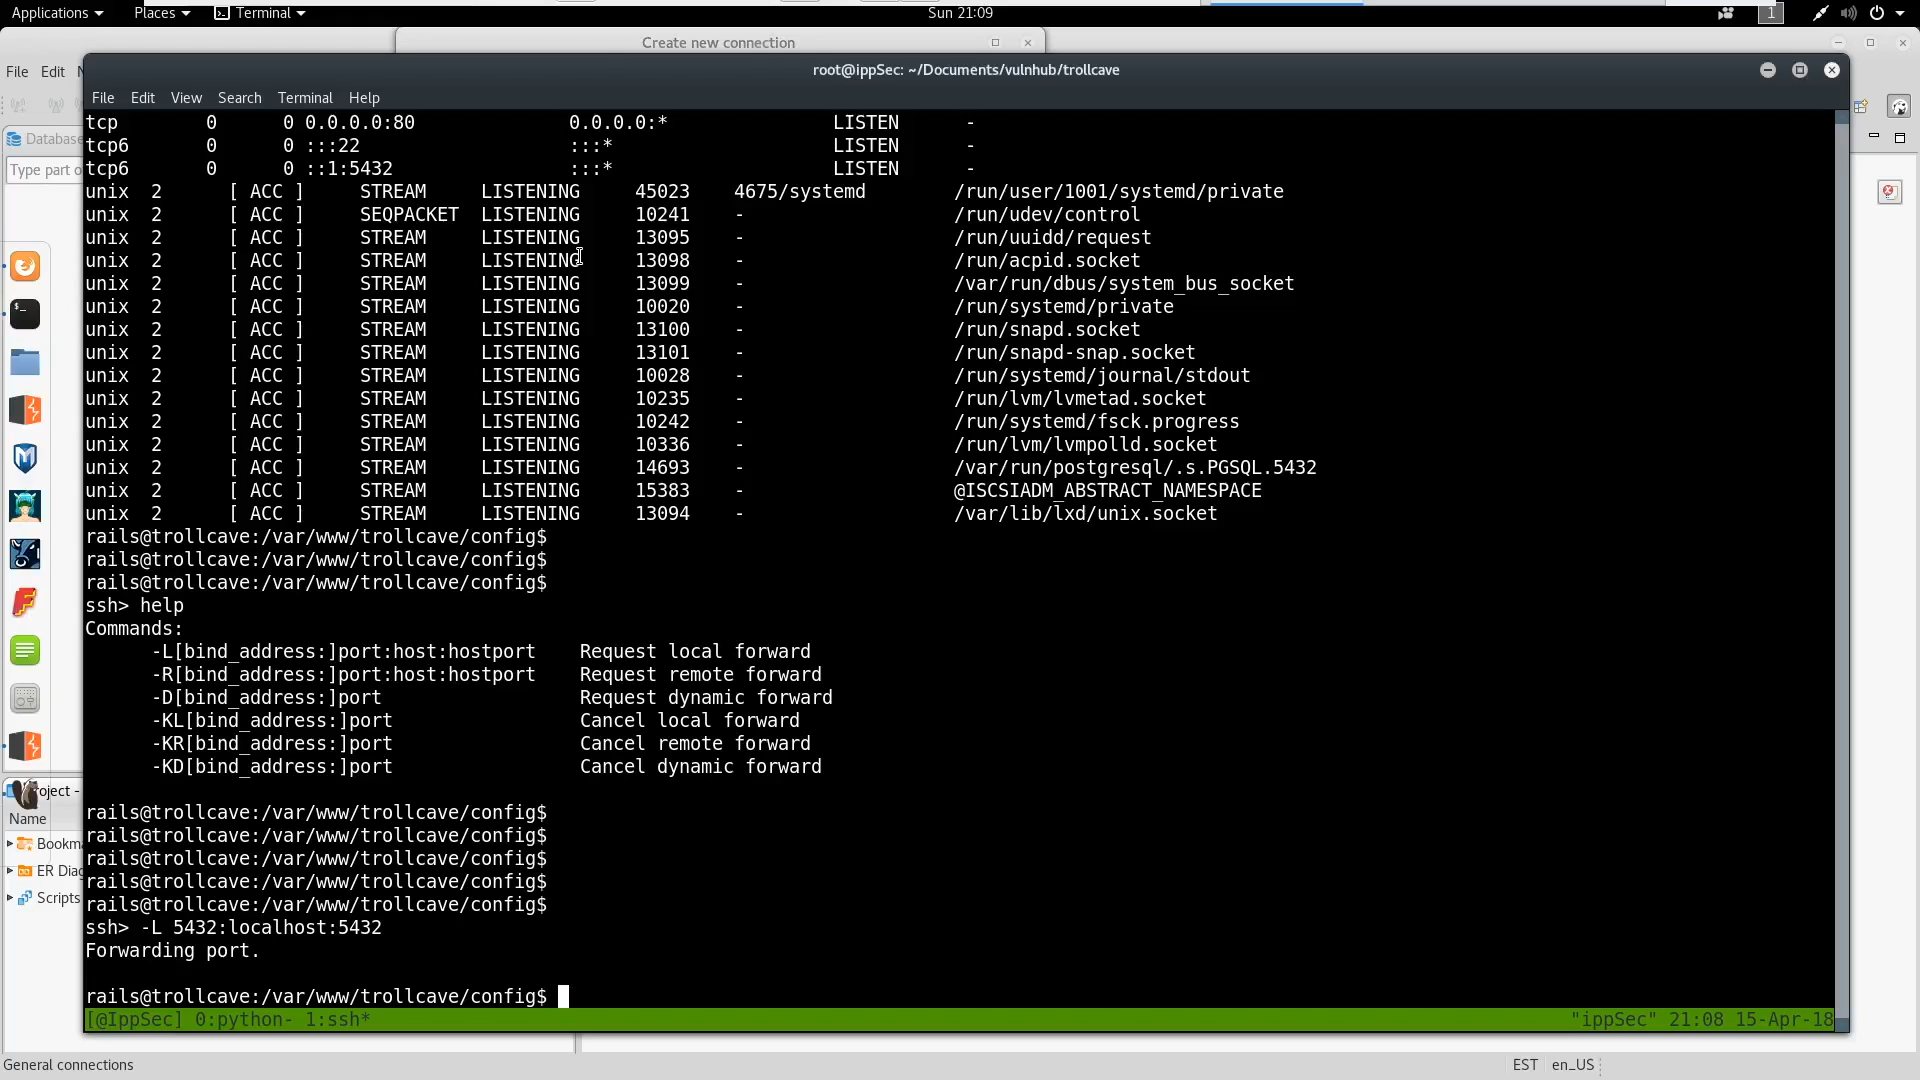 Applications Places Terminal Sun 21:09 1
Create new connection
File Edit
root@ippSec: ~/Documents/vulnhub/trollcave
File Edit View Search Terminal Help
Database
Type part o
tcp 0 0 0.0.0.0:80 0.0.0.0:* LISTEN -
tcp6 0 0 :::22 :::* LISTEN -
tcp6 0 0 ::1:5432 :::* LISTEN -
unix 2 [ ACC ] STREAM LISTENING 45023 4675/systemd /run/user/1001/systemd/private
unix 2 [ ACC ] SEQPACKET LISTENING 10241 - /run/udev/control
unix 2 [ ACC ] STREAM LISTENING 13095 - /run/uuidd/request
unix 2 [ ACC ] STREAM LISTENING 13098 - /run/acpid.socket
unix 2 [ ACC ] STREAM LISTENING 13099 - /var/run/dbus/system_bus_socket
unix 2 [ ACC ] STREAM LISTENING 10020 - /run/systemd/private
unix 2 [ ACC ] STREAM LISTENING 13100 - /run/snapd.socket
unix 2 [ ACC ] STREAM LISTENING 13101 - /run/snapd-snap.socket
unix 2 [ ACC ] STREAM LISTENING 10028 - /run/systemd/journal/stdout
unix 2 [ ACC ] STREAM LISTENING 10235 - /run/lvm/lvmetad.socket
unix 2 [ ACC ] STREAM LISTENING 10242 - /run/systemd/fsck.progress
unix 2 [ ACC ] STREAM LISTENING 10336 - /run/lvm/lvmpolld.socket
unix 2 [ ACC ] STREAM LISTENING 14693 - /var/run/postgresql/.s.PGSQL.5432
unix 2 [ ACC ] STREAM LISTENING 15383 - @ISCSIADM_ABSTRACT_NAMESPACE
unix 2 [ ACC ] STREAM LISTENING 13094 - /var/lib/lxd/unix.socket
rails@trollcave:/var/www/trollcave/config$
rails@trollcave:/var/www/trollcave/config$
rails@trollcave:/var/www/trollcave/config$
ssh> help
Commands:
-L[bind_address:]port:host:hostport Request local forward
-R[bind_address:]port:host:hostport Request remote forward
-D[bind_address:]port Request dynamic forward
-KL[bind_address:]port Cancel local forward
-KR[bind_address:]port Cancel remote forward
-KD[bind_address:]port Cancel dynamic forward
rails@trollcave:/var/www/trollcave/config$
rails@trollcave:/var/www/trollcave/config$
rails@trollcave:/var/www/trollcave/config$
rails@trollcave:/var/www/trollcave/config$
rails@trollcave:/var/www/trollcave/config$
ssh> -L 5432:localhost:5432
Forwarding port.
rails@trollcave:/var/www/trollcave/config$
[@IppSec] 0:python- 1:ssh* "ippSec" 21:08 15-Apr-18
roject -
Name
Bookma
ER Diag
Scripts
General connections EST en_US